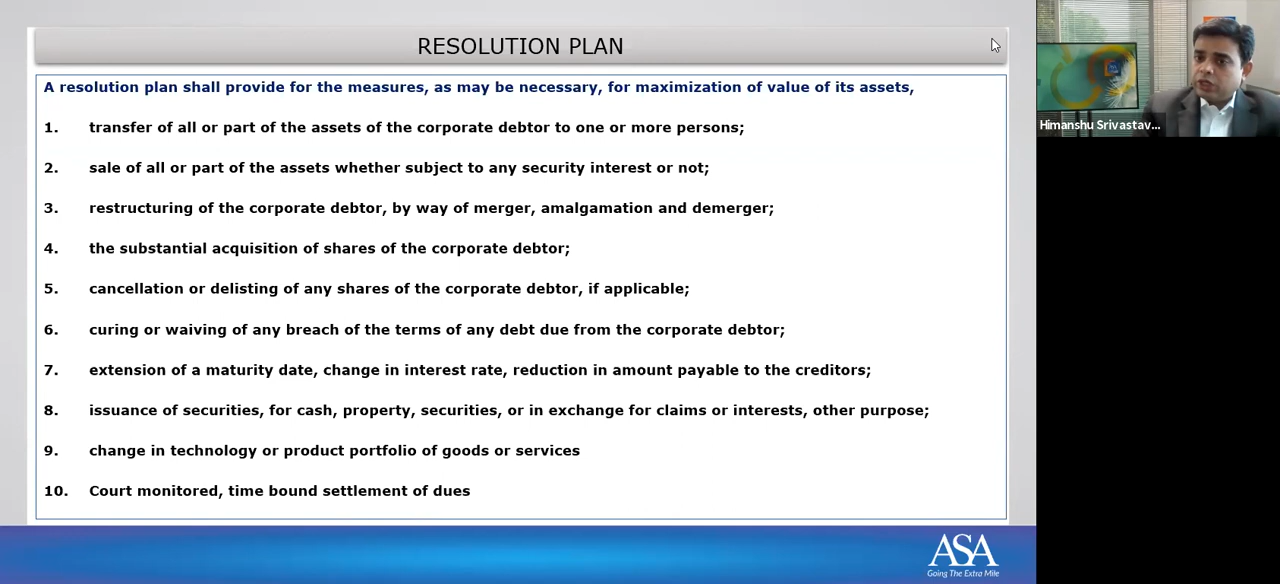 RESOLUTION PLAN
A resolution plan shall provide for the measures, as may be necessary, for maximization of value of its assets,
1. transfer of all or part of the assets of the corporate debtor to one or more persons;
2. sale of all or part of the assets whether subject to any security interest or not;
3. restructuring of the corporate debtor, by way of merger, amalgamation and demerger;
4. the substantial acquisition of shares of the corporate debtor;
5. cancellation or delisting of any shares of the corporate debtor, if applicable;
6. curing or waiving of any breach of the terms of any debt due from the corporate debtor;
7. extension of a maturity date, change in interest rate, reduction in amount payable to the creditors;
8. issuance of securities, for cash, property, securities, or in exchange for claims or interests, other purpose;
9. change in technology or product portfolio of goods or services
10. Court monitored, time bound settlement of dues
ASA
Going The Extra Mile
Himanshu Srivastav...